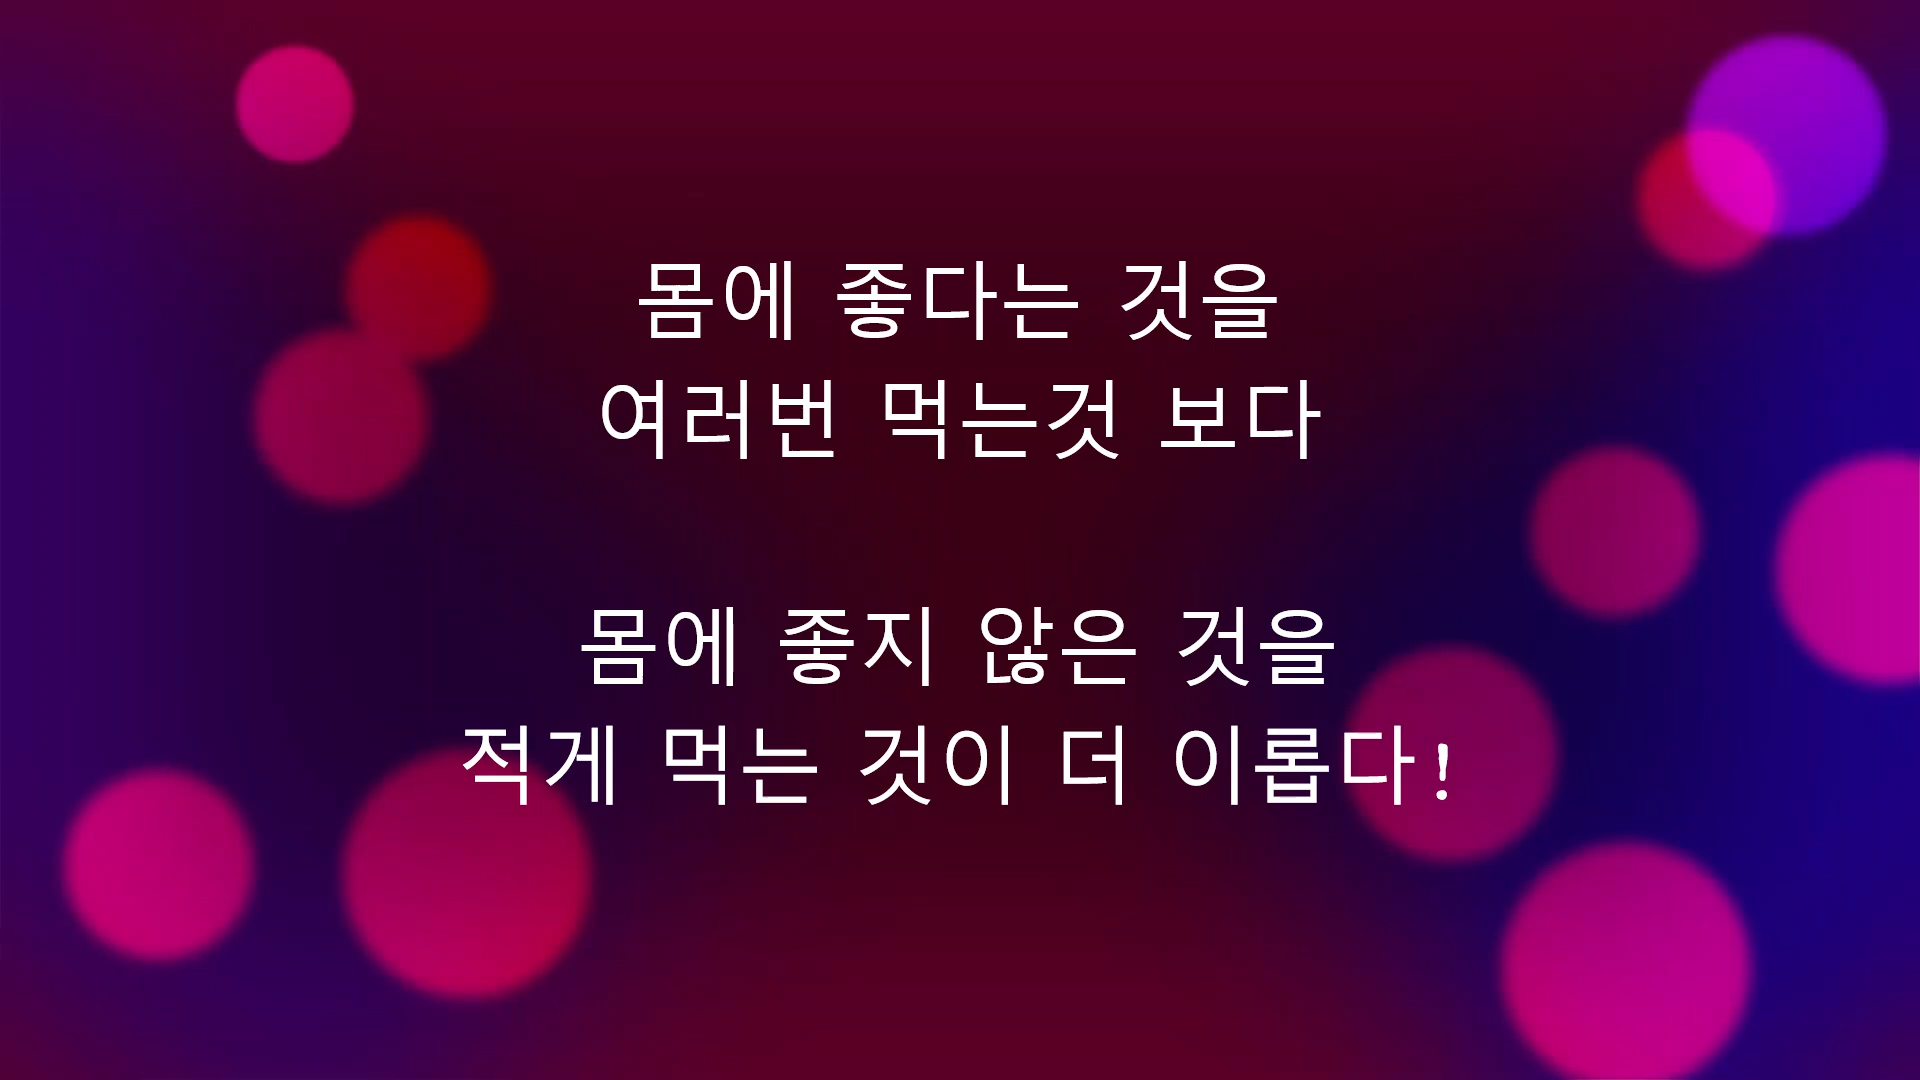 몸에 좋다는 것을
여러번 먹는것 보다
몸에 좋지 않은 것을
적게 먹는 것이 더 이롭다!